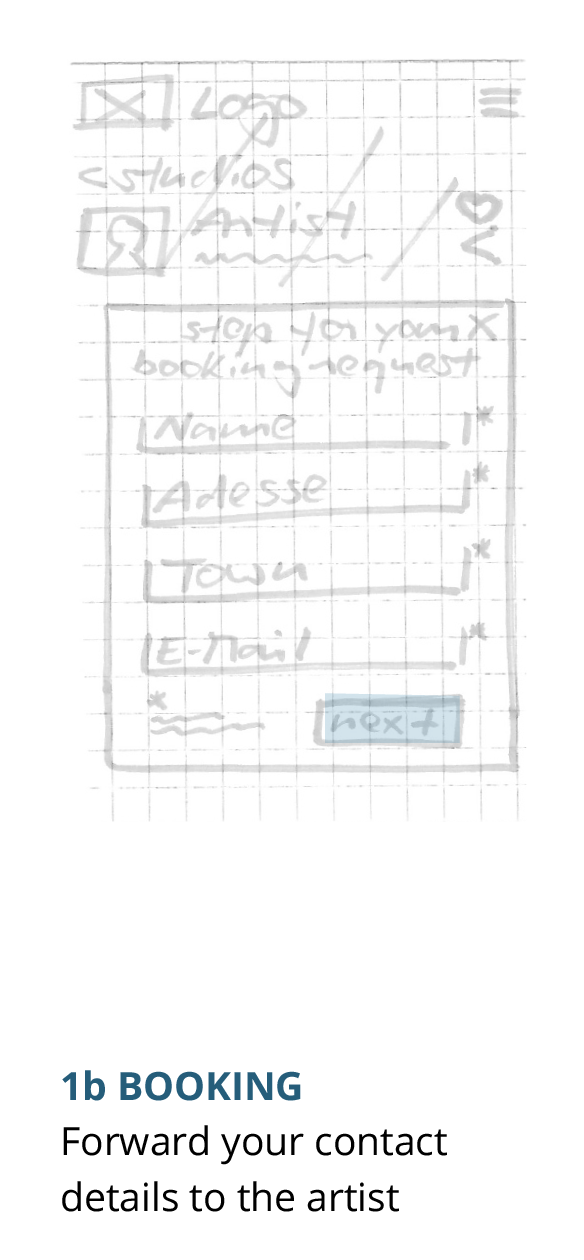 Logo
<studios
Artist
step for your X
booking request
Name *
Adesse *
Town *
E-Mail *
*
next
1b BOOKING
Forward your contact
details to the artist